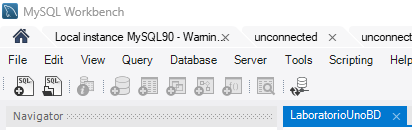 MySQL Workbench
Local instance MySQL90 - Warnin... unconnected unconnecte
File Edit View Query Database Server Tools Scripting Help
SQL SQL
Navigator LaboratorioUnoBD